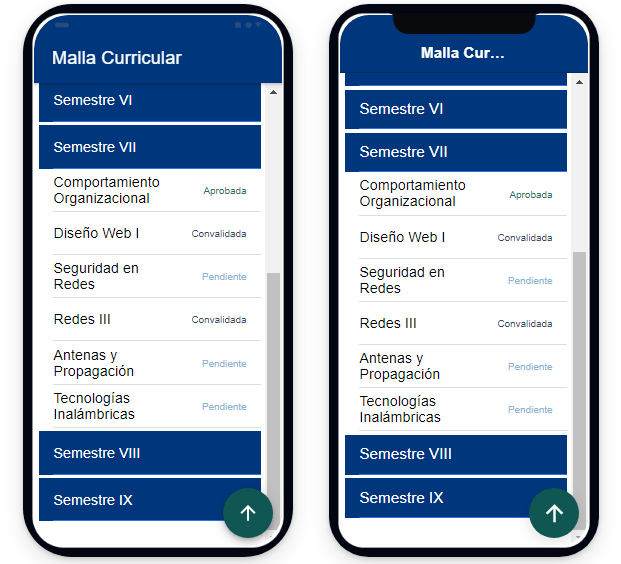 Malla Curricular
Semestre VI
Semestre VII
Comportamiento
Organizacional
Aprobada
Diseño Web I
Convalidada
Seguridad en
Redes
Pendiente
Redes III
Convalidada
Antenas y
Propagación
Pendiente
Tecnologías
Inalámbricas
Pendiente
Semestre VIII
Semestre IX
Malla Cur...
Semestre VI
Semestre VII
Comportamiento
Organizacional
Aprobada
Diseño Web I
Convalidada
Seguridad en
Redes
Pendiente
Redes III
Convalidada
Antenas y
Propagación
Pendiente
Tecnologías
Inalámbricas
Pendiente
Semestre VIII
Semestre IX